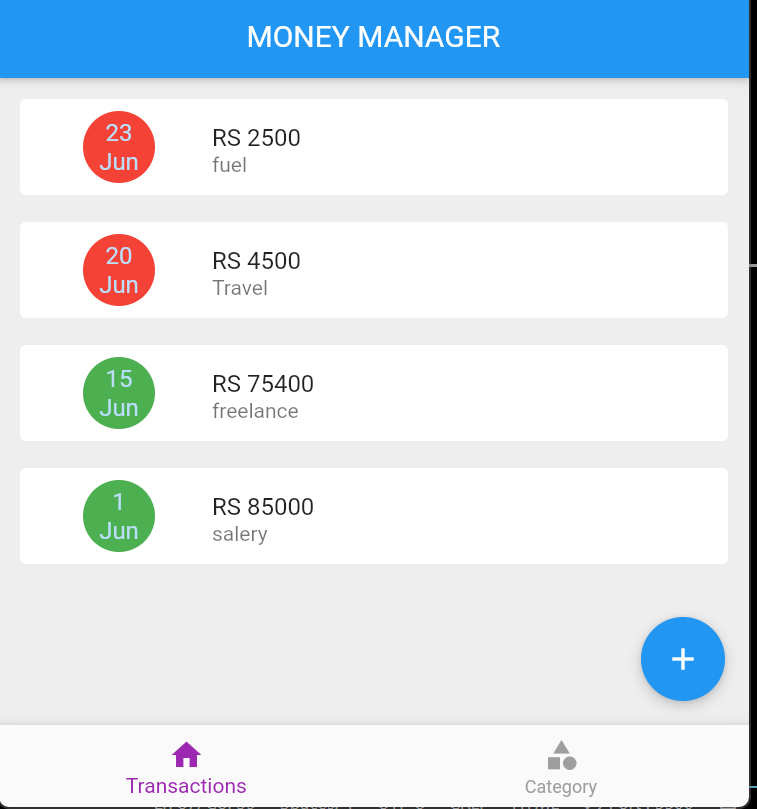 MONEY MANAGER
23
Jun
RS 2500
fuel
20
Jun
RS 4500
Travel
15
Jun
RS 75400
freelance
1
Jun
RS 85000
salery
+
Transactions
Category